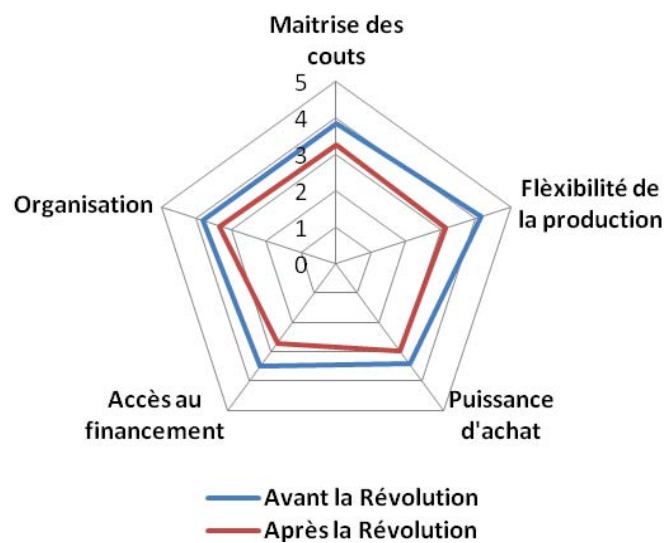 Maitrise des
couts
5
4
3
2
1
0
Flèxibilité de
la production
Puissance
d'achat
Accès au
financement
Organisation
Avant la Révolution
Après la Révolution